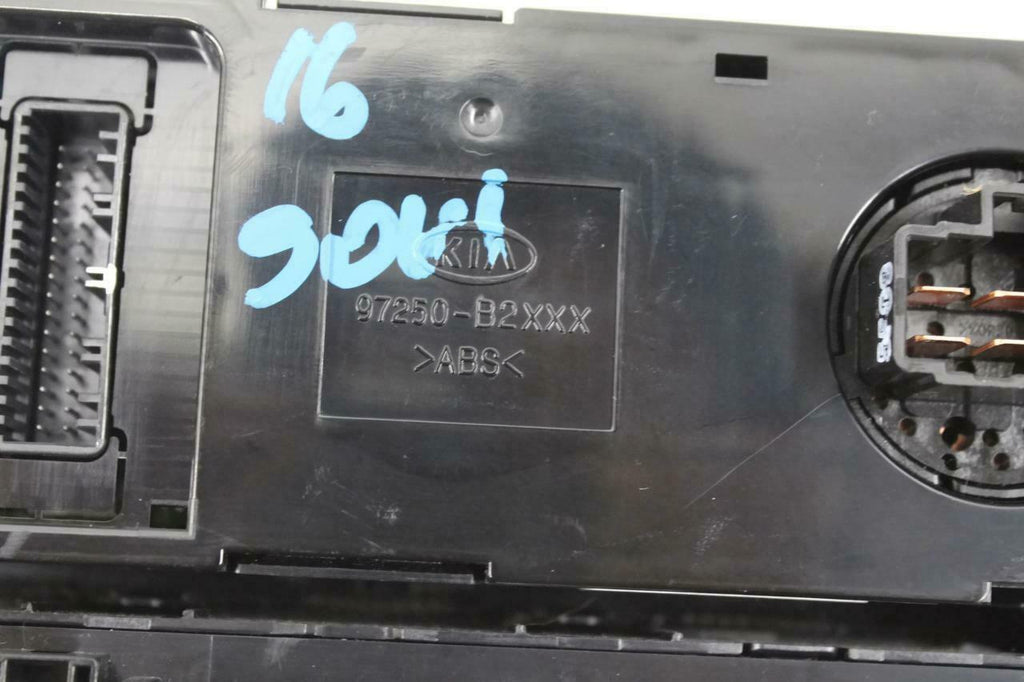 16
soul
KIA
97250-B2XXX
>ABS<